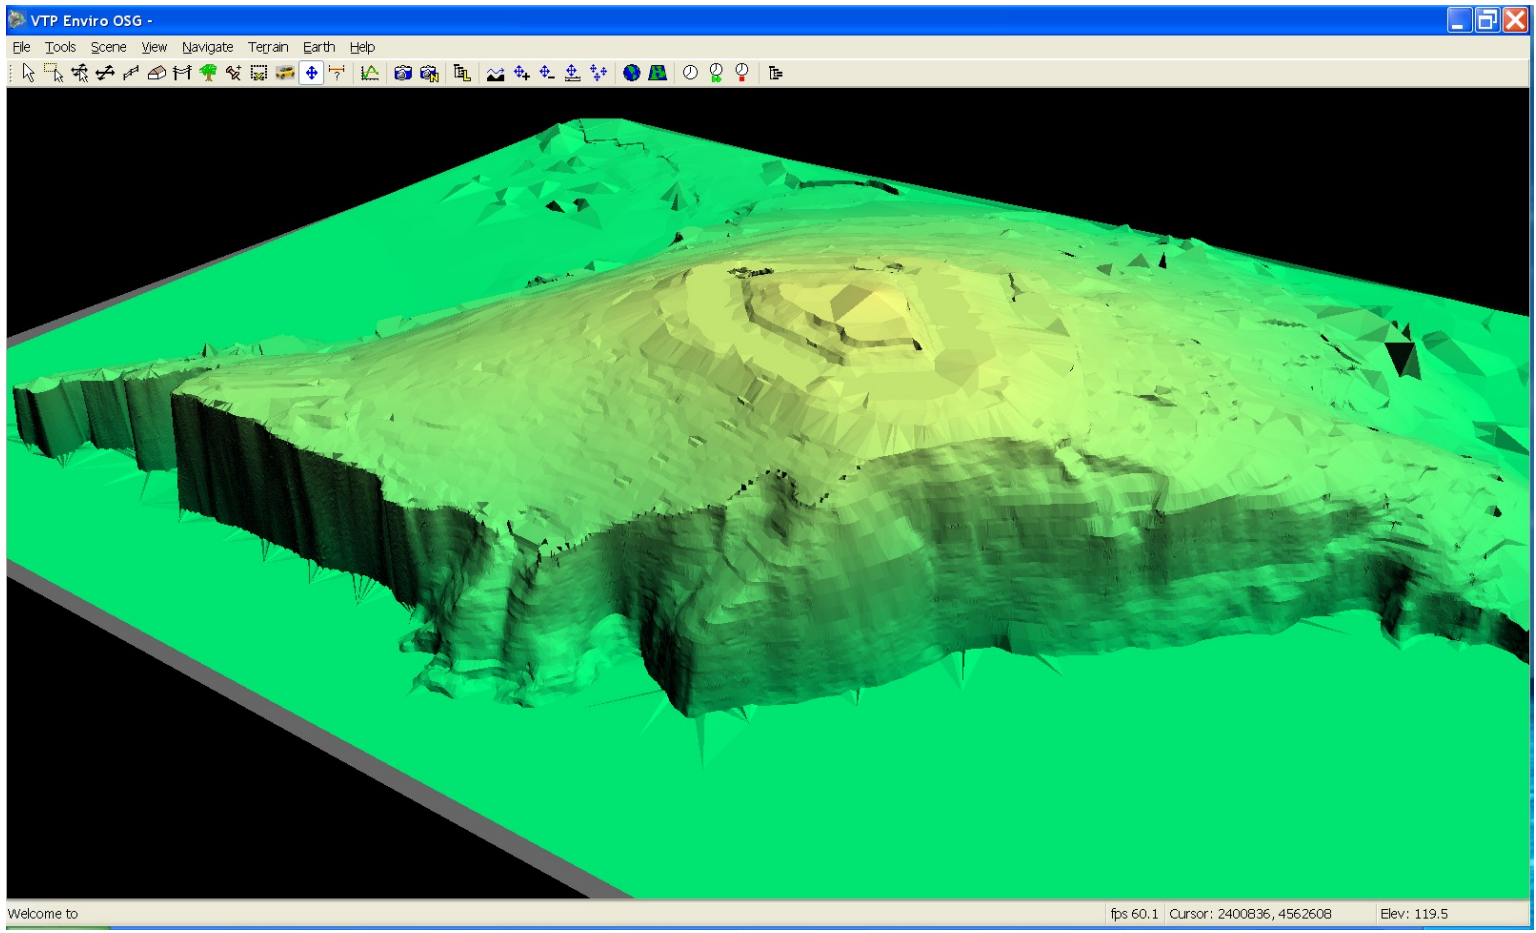 VTP Enviro OSG -
File Tools Scene View Navigate Terrain Earth Help
Welcome to fps 60.1 Cursor: 2400836, 4562608 Elev: 119.5